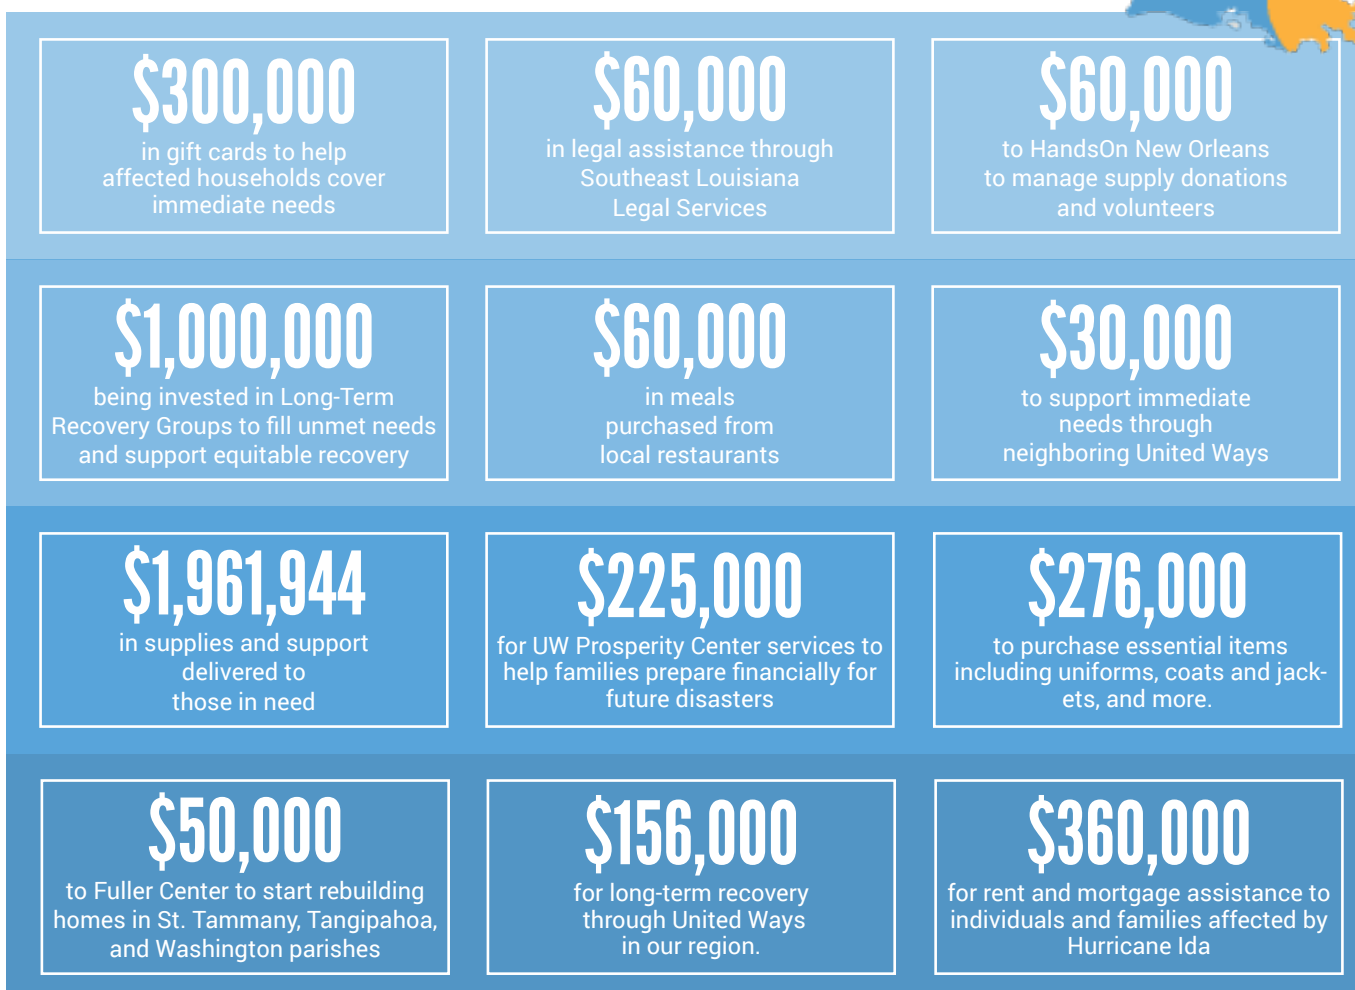 $300,000
in gift cards to help
affected households cover
immediate needs
$60,000
in legal assistance through
Southeast Louisiana
Legal Services
$60,000
to HandsOn New Orleans
to manage supply donations
and volunteers
$1,000,000
being invested in Long-Term
Recovery Groups to fill unmet needs
and support equitable recovery
$60,000
in meals
purchased from
local restaurants
$30,000
to support immediate
needs through
neighboring United Ways
$1,961,944
in supplies and support
delivered to
those in need
$225,000
for UW Prosperity Center services to
help families prepare financially for
future disasters
$276,000
to purchase essential items
including uniforms, coats and jack-
ets, and more.
$50,000
to Fuller Center to start rebuilding
homes in St. Tammany, Tangipahoa,
and Washington parishes
$156,000
for long-term recovery
through United Ways
in our region.
$360,000
for rent and mortgage assistance to
individuals and families affected by
Hurricane Ida